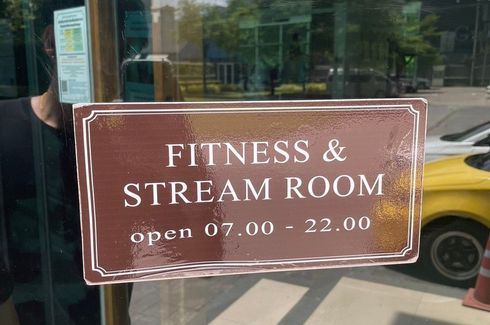 FITNESS &
STREAM ROOM
open 07.00 - 22.00